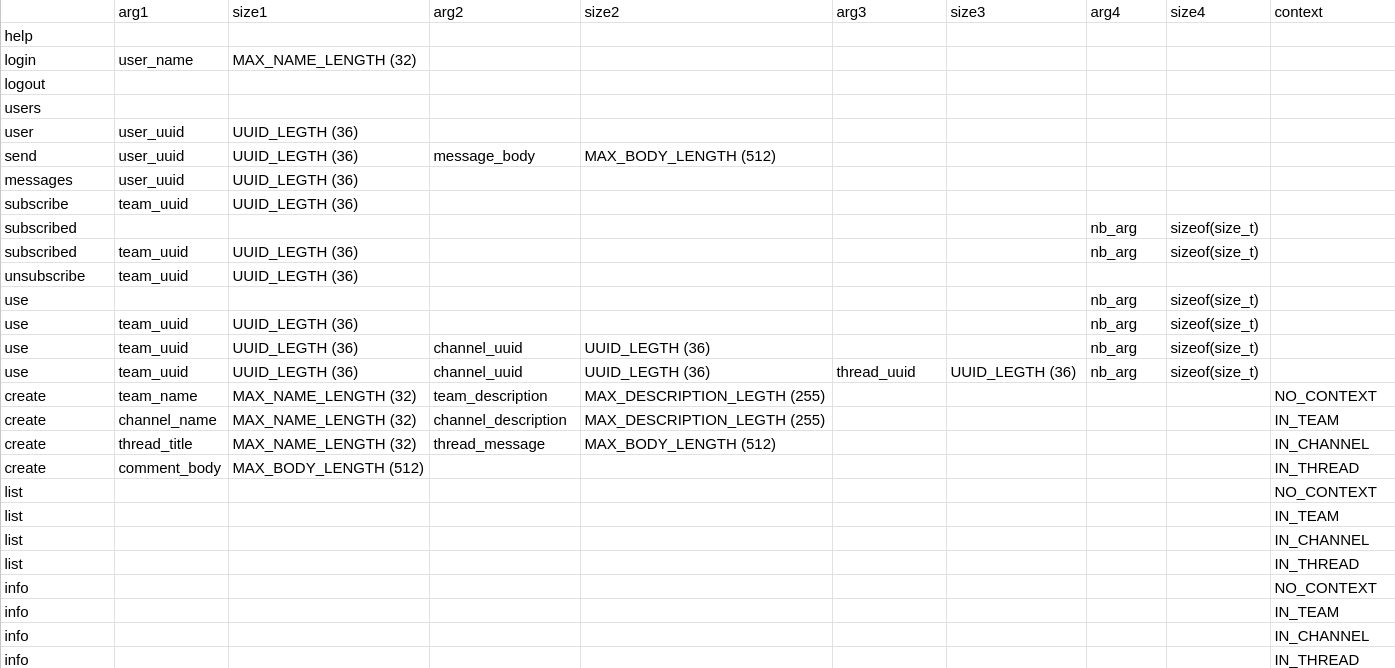 arg1 size1 arg2 size2 arg3 size3 arg4 size4 context
help
login user_name MAX_NAME_LENGTH (32)
logout
users
user user_uuid UUID_LEGTH (36)
send user_uuid UUID_LEGTH (36) message_body MAX_BODY_LENGTH (512)
messages user_uuid UUID_LEGTH (36)
subscribe team_uuid UUID_LEGTH (36)
subscribed nb_arg sizeof(size_t)
subscribed team_uuid UUID_LEGTH (36) nb_arg sizeof(size_t)
unsubscribe team_uuid UUID_LEGTH (36)
use nb_arg sizeof(size_t)
use team_uuid UUID_LEGTH (36) nb_arg sizeof(size_t)
use team_uuid UUID_LEGTH (36) channel_uuid UUID_LEGTH (36) nb_arg sizeof(size_t)
use team_uuid UUID_LEGTH (36) channel_uuid UUID_LEGTH (36) thread_uuid UUID_LEGTH (36) nb_arg sizeof(size_t)
create team_name MAX_NAME_LENGTH (32) team_description MAX_DESCRIPTION_LEGTH (255) NO_CONTEXT
create channel_name MAX_NAME_LENGTH (32) channel_description MAX_DESCRIPTION_LEGTH (255) IN_TEAM
create thread_title MAX_NAME_LENGTH (32) thread_message MAX_BODY_LENGTH (512) IN_CHANNEL
create comment_body MAX_BODY_LENGTH (512) IN_THREAD
list NO_CONTEXT
list IN_TEAM
list IN_CHANNEL
list IN_THREAD
info NO_CONTEXT
info IN_TEAM
info IN_CHANNEL
info IN_THREAD